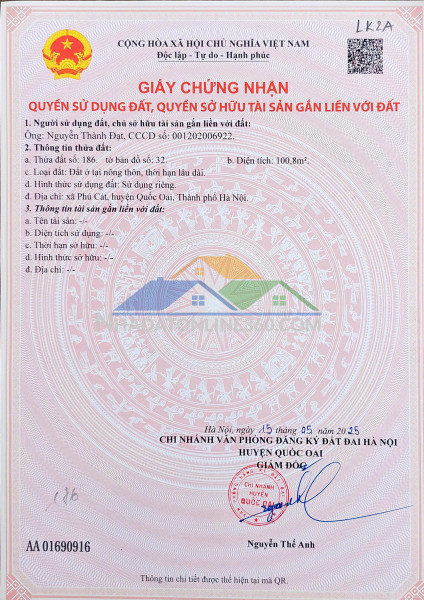 LK2A
CỘNG HÒA XÃ HỘI CHỦ NGHĨA VIỆT NAM
Độc lập - Tự do - Hạnh phúc
GIẤY CHỨNG NHẬN
QUYỀN SỬ DỤNG ĐẤT, QUYỀN SỞ HỮU TÀI SẢN GẮN LIỀN VỚI ĐẤT
1. Người sử dụng đất, chủ sở hữu tài sản gắn liền với đất:
Ông: Nguyễn Thành Đạt, CCCD số: 001202006922.
2. Thông tin thửa đất:
a. Thửa đất số: 186. tờ bản đồ số: 32. b. Diện tích: 100,8m².
c. Loại đất: Đất ở tại nông thôn, thời hạn lâu dài.
d. Hình thức sử dụng đất: Sử dụng riêng.
đ. Địa chỉ: xã Phú Cát, huyện Quốc Oai, Thành phố Hà Nội.
3. Thông tin tài sản gắn liền với đất:
a. Tên tài sản: -/-
b. Diện tích sử dụng: -/-
c. Thời hạn sở hữu: -/-
d. Hình thức sở hữu: -/-
đ. Địa chỉ: -/-
NHADATONLINE360.COM
Hà Nội, ngày 15 tháng 05 năm 2025
CHI NHÁNH VĂN PHÒNG ĐĂNG KÝ ĐẤT ĐAI HÀ NỘI
HUYỆN QUỐC OAI
GIÁM ĐỐC
CHI NHÁNH
HUYỆN
QUỐC OAI
186
AA 01690916
Nguyễn Thế Anh
Thông tin chi tiết được thể hiện tại mã QR.